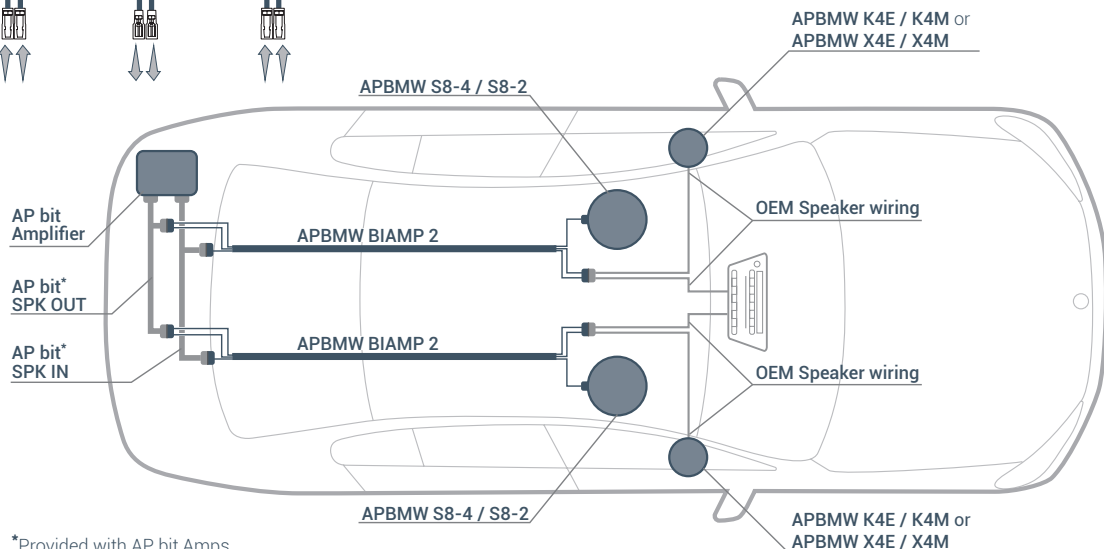 APBMW K4E / K4M or
APBMW X4E / X4M
APBMW S8-4 / S8-2
AP bit
Amplifier
OEM Speaker wiring
APBMW BIAMP 2
AP bit*
SPK OUT
APBMW BIAMP 2
AP bit*
SPK IN
OEM Speaker wiring
APBMW S8-4 / S8-2
APBMW K4E / K4M or
APBMW X4E / X4M
*Provided with AP bit Amps